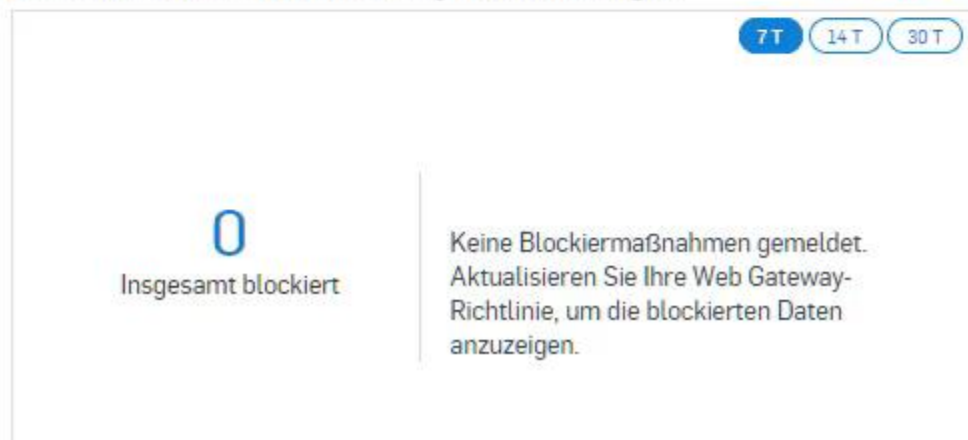 7 T 14 T 30 T
0
Insgesamt blockiert
Keine Blockiermaßnahmen gemeldet.
Aktualisieren Sie Ihre Web Gateway-
Richtlinie, um die blockierten Daten
anzuzeigen.